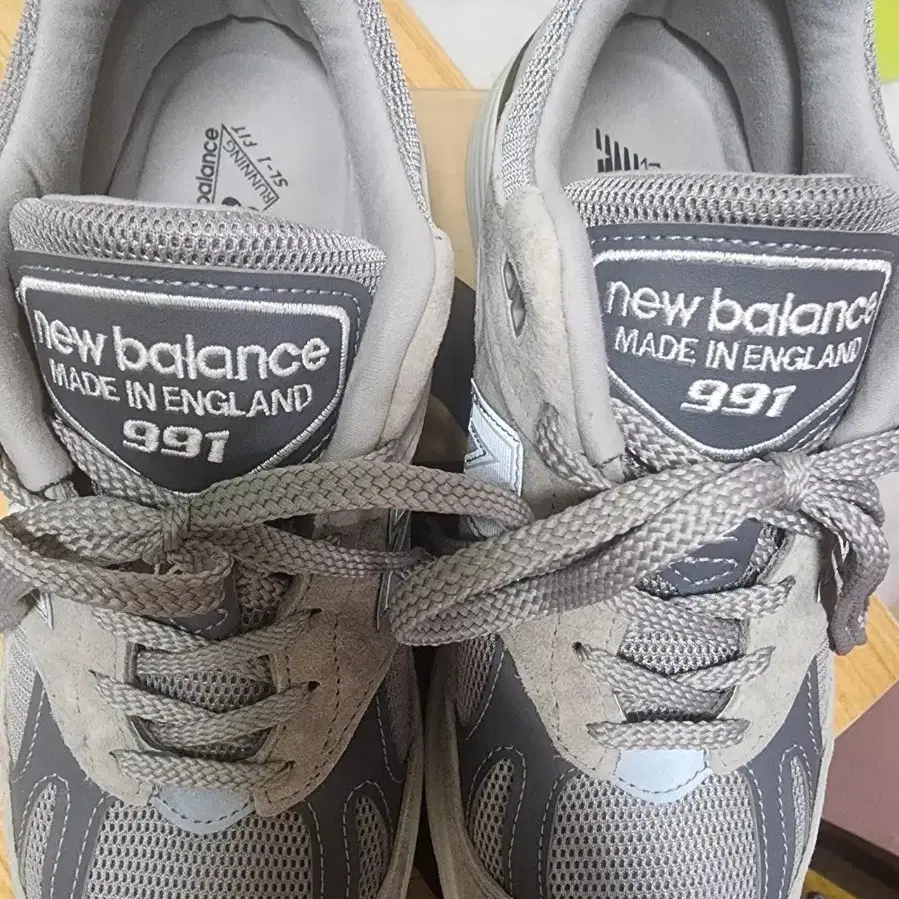 balance
RUNNING
SL-1 FIT
new balance
MADE IN ENGLAND
991
new balance
MADE IN ENGLAND
991